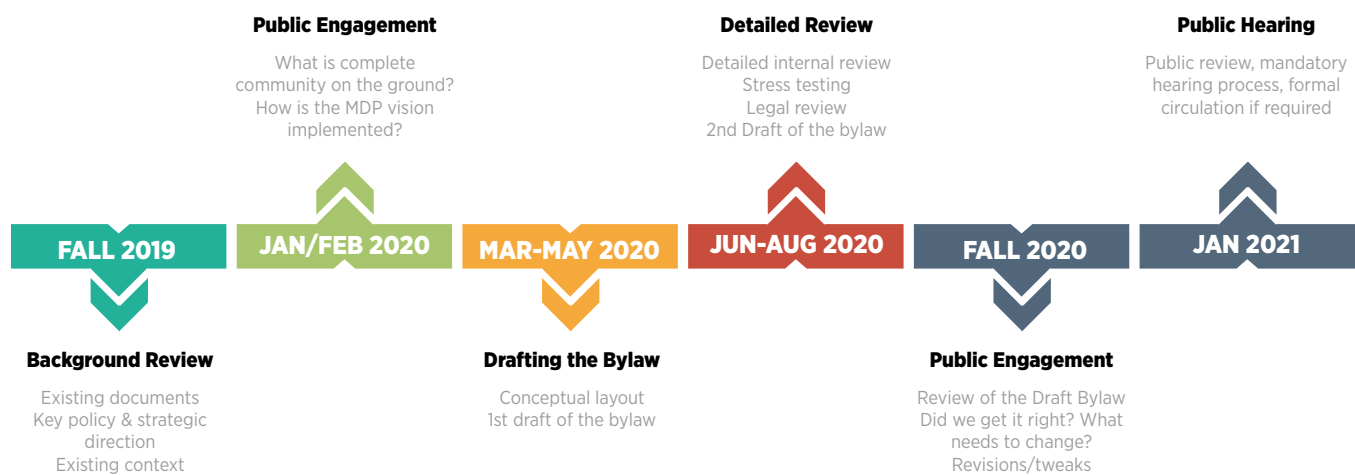 Public Engagement
What is complete
community on the ground?
How is the MDP vision
implemented?
Detailed Review
Detailed internal review
Stress testing
Legal review
2nd Draft of the bylaw
Public Hearing
Public review, mandatory
hearing process, formal
circulation if required
FALL 2019
JAN/FEB 2020
MAR-MAY 2020
JUN-AUG 2020
FALL 2020
JAN 2021
Background Review
Existing documents
Key policy & strategic
direction
Existing context
Drafting the Bylaw
Conceptual layout
1st draft of the bylaw
Public Engagement
Review of the Draft Bylaw
Did we get it right? What
needs to change?
Revisions/tweaks